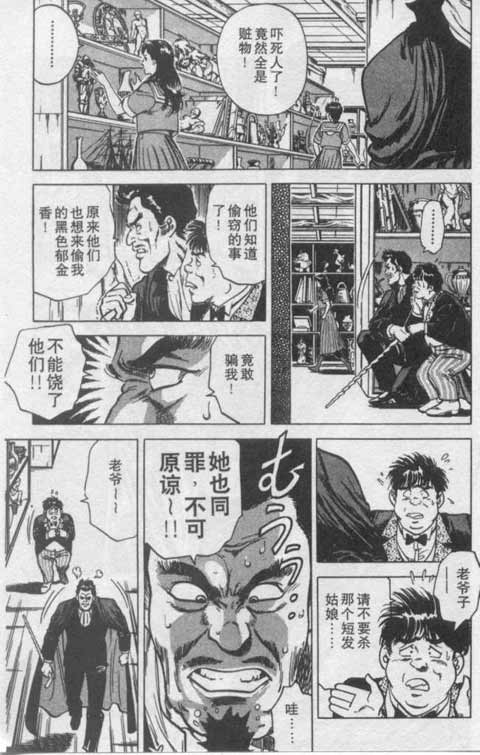 ………
吓死人了！
竟然全是
赃物！
………
他们知道
偷窃的事
了！
原来他们
也想来偷我
的黑色郁金
香！
竟敢
骗我！
不能饶了
他们!!
老爷子
——
请不要杀
那个短发
姑娘……
むうう…。
她也同
罪，不可
原谅～!!
哇……
老爷～～